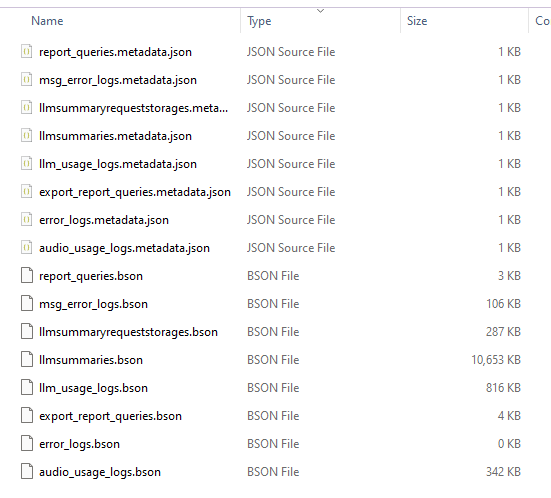 Name Type Size Co
report_queries.metadata.json JSON Source File 1 KB
msg_error_logs.metadata.json JSON Source File 1 KB
llmsummaryrequeststorages.meta... JSON Source File 1 KB
llmsummaries.metadata.json JSON Source File 1 KB
llm_usage_logs.metadata.json JSON Source File 1 KB
export_report_queries.metadata.json JSON Source File 1 KB
error_logs.metadata.json JSON Source File 1 KB
audio_usage_logs.metadata.json JSON Source File 1 KB
report_queries.bson BSON File 3 KB
msg_error_logs.bson BSON File 106 KB
llmsummaryrequeststorages.bson BSON File 287 KB
llmsummaries.bson BSON File 10,653 KB
llm_usage_logs.bson BSON File 816 KB
export_report_queries.bson BSON File 4 KB
error_logs.bson BSON File 0 KB
audio_usage_logs.bson BSON File 342 KB